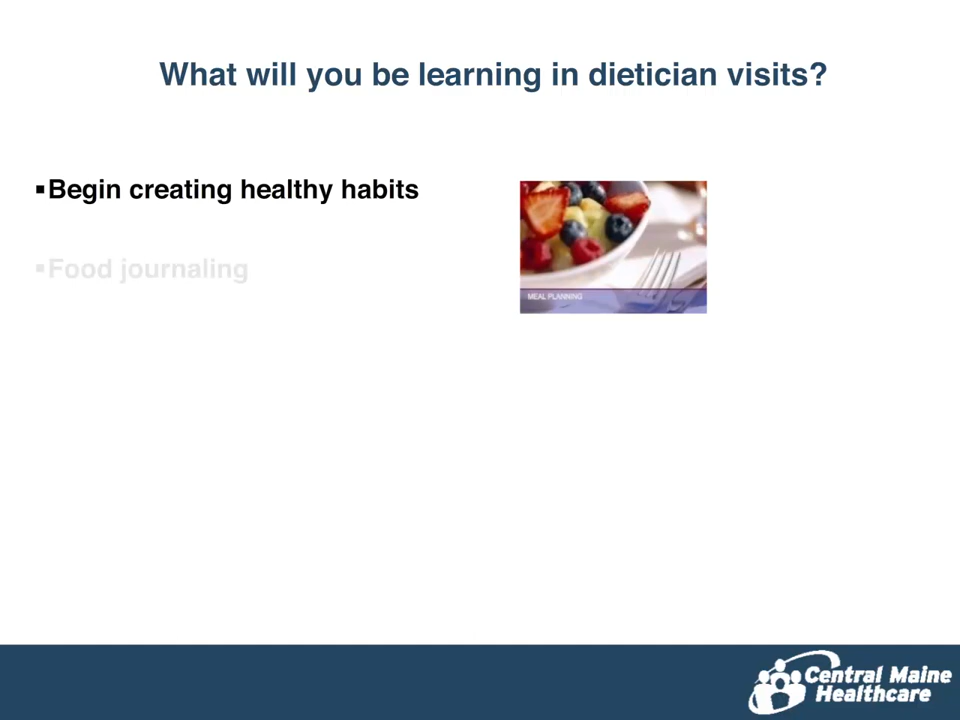 What will you be learning in dietician visits?
▪Begin creating healthy habits
▪Food journaling
MEAL PLANNING
Central Maine
Healthcare